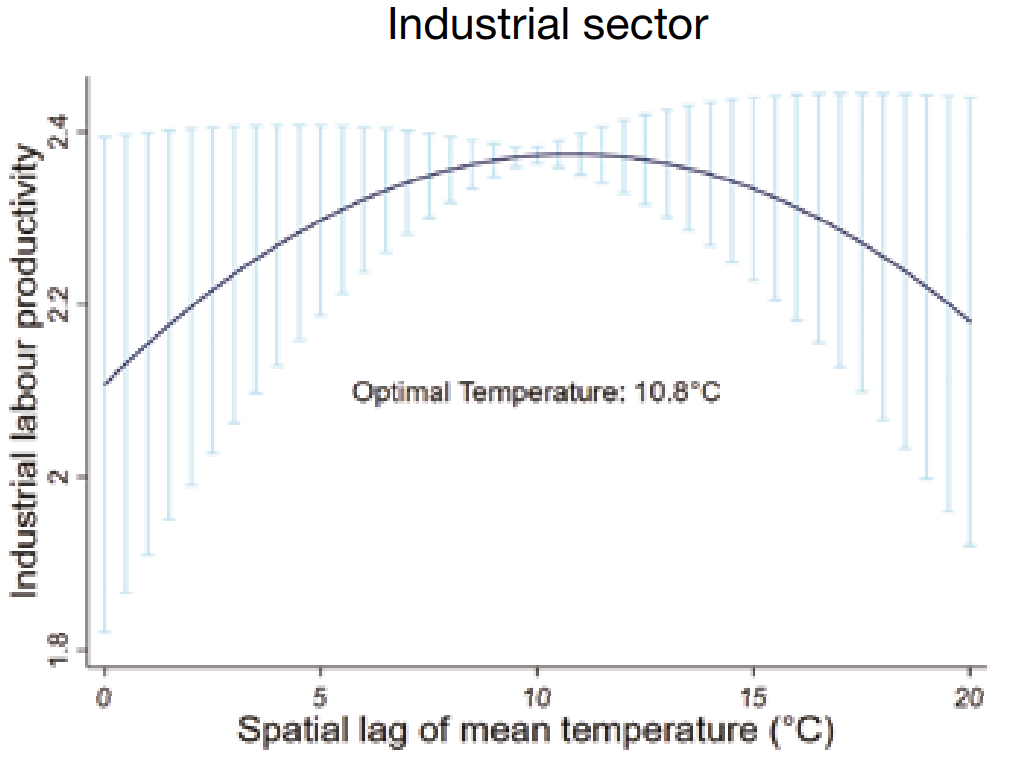 Industrial sector
Industrial labour productivity
2.4
2.2
2
1.8
Optimal Temperature: 10.8°C
0 5 10 15 20
Spatial lag of mean temperature (°C)